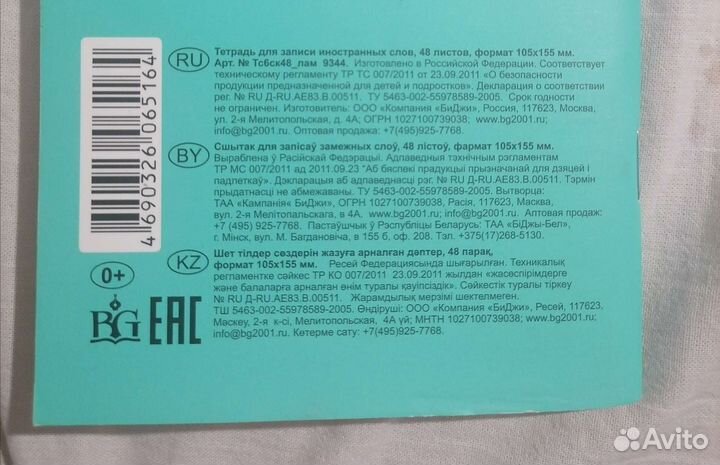 4 690326 065164
RU
Тетрадь для записи иностранных слов, 48 листов, формат 105х155 мм.
Арт. № Тс6ск48_лам 9344. Изготовлено в Российской Федерации. Соответствует
техническому регламенту ТР ТС 007/2011 от 23.09.2011 «О безопасности
продукции предназначенной для детей и подростков». Декларация о соответствии
рег. № RU Д-RU.АЕ83.В.00511. ТУ 5463-002-55978589-2005. Срок годности
не ограничен. Изготовитель: ООО «Компания «БиДжи», Россия, 117623, Москва,
ул. 2-я Мелитопольская, д. 4А; ОГРН 1027100739038; www.bg2001.ru;
info@bg2001.ru. Оптовая продажа: +7(495)925-7768.
BY
Сшытак для запісаў замежных слоў, 48 лістоў, фармат 105х155 мм.
Выраблена ў Расійскай Федэрацыі. Адпаведныя тэхнічным рэгламентам
ТР МС 007/2011 ад 2011.09.23 "Аб бяспекі прадукцыі прызначанай для дзяцей і
падлеткаў". Дэкларацыя аб адпаведнасці рэг. № RU Д-RU.АЕ83.В.00511. Тэрмін
прыдатнасці не абмежаваны. ТУ 5463-002-55978589-2005. Вытворца:
ТАА «Кампанія« БиДжи», ОГРН 1027100739038, Расія, 117623, Масква,
вул. 2-я Мелітопальскага, в 4А. www.bg2001.ru; info@bg2001.ru. Аптовая продаж:
+7 (495) 925-7768. Пастаўшчык ў Рэспубліку Беларусь: ТАА «БіДжы-Бел»,
г. Мінск, вул. М. Багдановіча, в 155 б, оф. 208. Тэл. +375(17)268-5130.
KZ
Шет тілдер сөздерін жазуға арналған дәптер, 48 парақ,
формат 105х155 мм. Ресей Федерациясында шығарылған. Техникалық
регламентке сәйкес ТР КО 007/2011 23.09.2011 жылдан «жасөспірімдерге
және балаларға арналған өнім туралы қауіпсіздік». Сәйкестік туралы тіркеу
№ RU Д-RU.АЕ83.В.00511. Жарамдылық мерзімі шектелмеген.
ТШ 5463-002-55978589-2005. Өндіруші: ООО «Компания «БиДжи», Ресей, 117623,
Мәскеу, 2-я к-сі, Мелитопольская, 4А үй; МНТН 1027100739038; www.bg2001.ru;
info@bg2001.ru. Көтерме сату: +7(495)925-7768.
0+
BG EAC
Avito